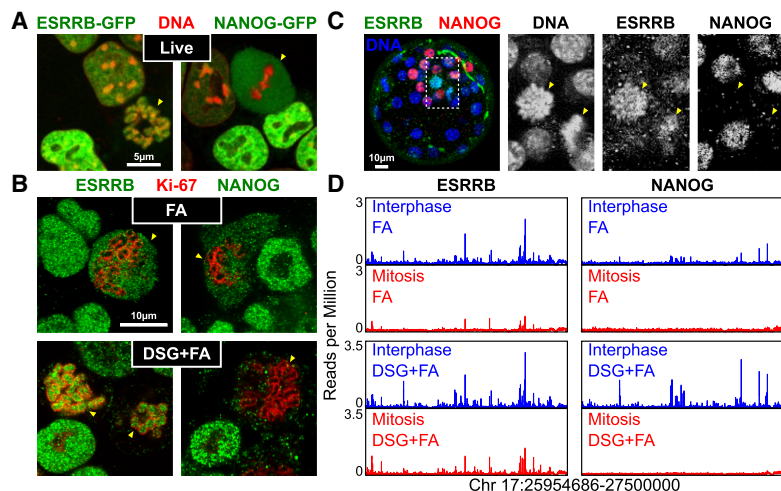 A
ESRRB-GFP DNA NANOG-GFP
Live
5µm
B
ESRRB Ki-67 NANOG
FA
10µm
DSG+FA
C
ESRRB NANOG DNA ESRRB NANOG
DNA
10µm
D
ESRRB NANOG
Reads per Million
3
Interphase
FA
Interphase
FA
0
3
Mitosis
FA
Mitosis
FA
0
3.5
Interphase
DSG+FA
Interphase
DSG+FA
0
3.5
Mitosis
DSG+FA
Mitosis
DSG+FA
0
Chr 17:25954686-27500000